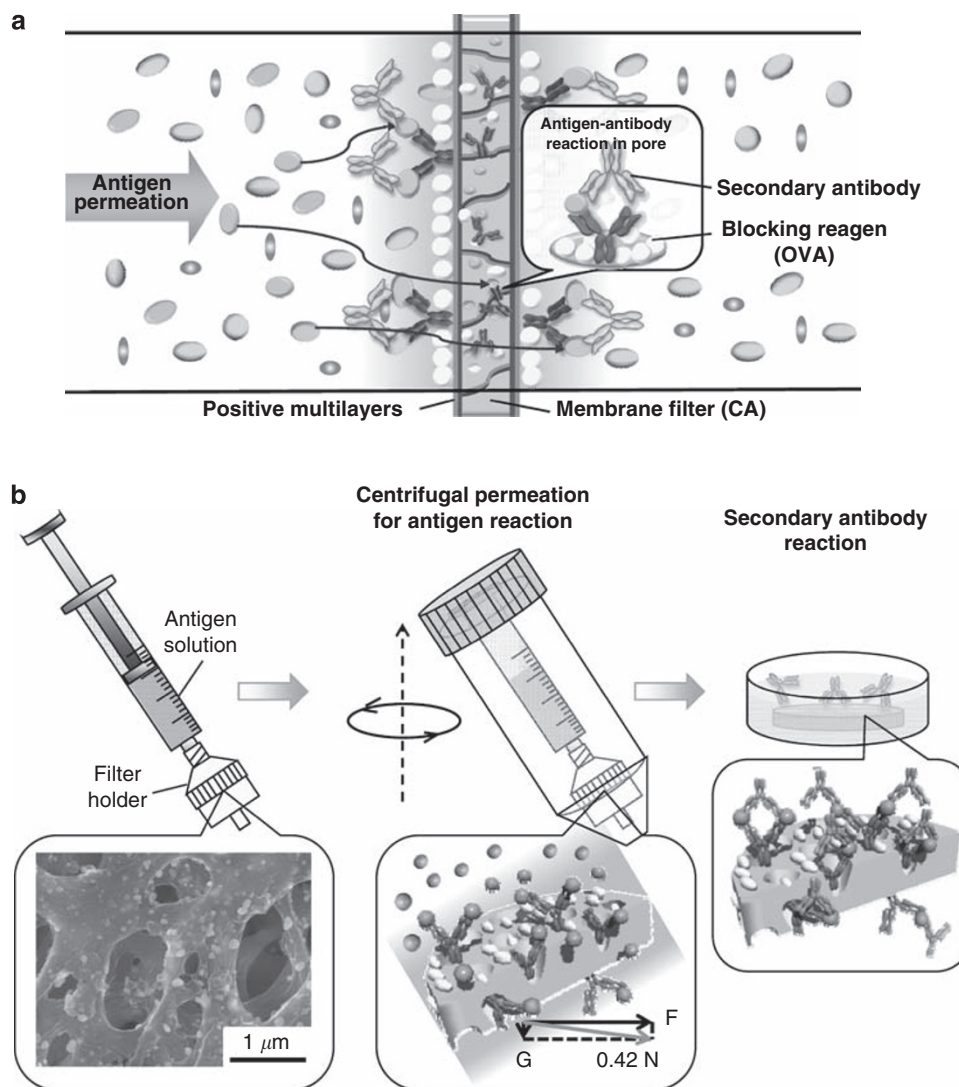 a
Antigen-antibody
reaction in pore
Antigen
permeation
Secondary antibody
Blocking reagen
(OVA)
Positive multilayers
Membrane filter (CA)
b
Centrifugal permeation
for antigen reaction
Secondary antibody
reaction
Antigen
solution
Filter
holder
1 μm
F
G
0.42 N